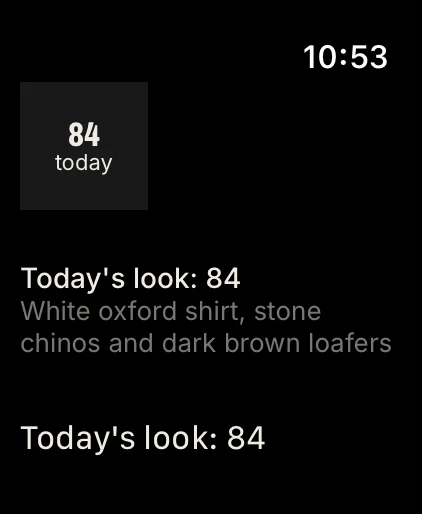 10:53
84
today
Today's look: 84
White oxford shirt, stone
chinos and dark brown loafers
Today's look: 84